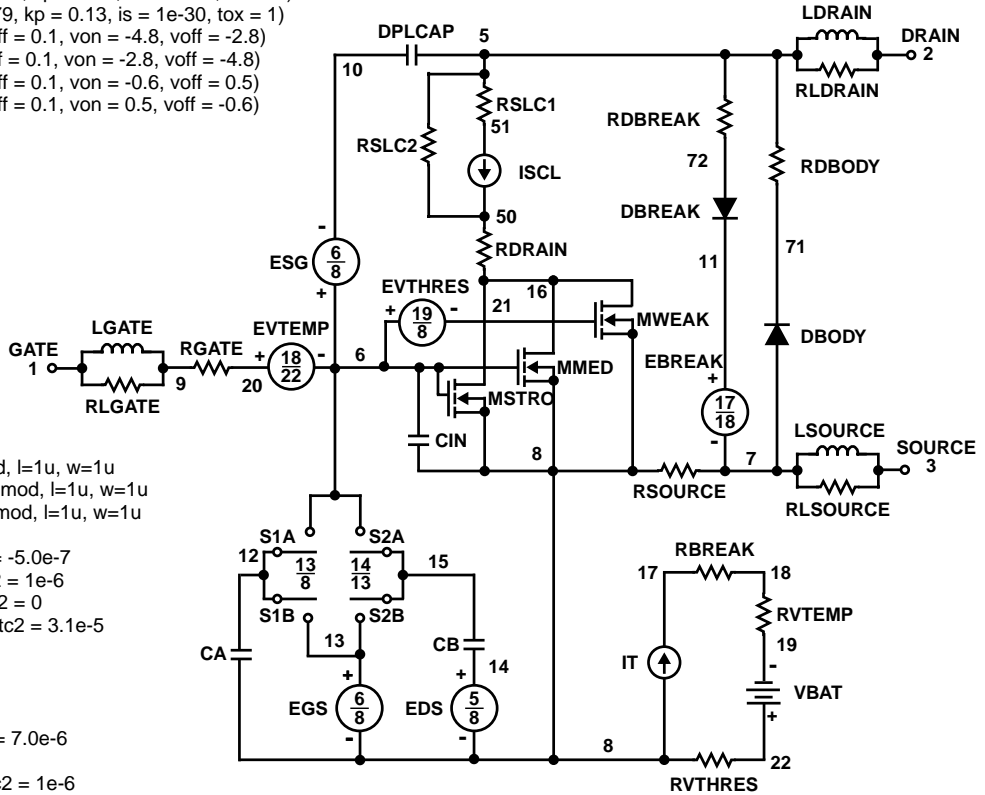 79, kp = 0.13, is = 1e-30, tox = 1)
ff = 0.1, von = -4.8, voff = -2.8)
f = 0.1, von = -2.8, voff = -4.8)
ff = 0.1, von = -0.6, voff = 0.5)
ff = 0.1, von = 0.5, voff = -0.6)
LDRAIN
DPLCAP
5
DRAIN
2
10
RLDRAIN
RSLC1
51
RDBREAK
RSLC2
72
RDBODY
ISCL
DBREAK
50
71
RDRAIN
-
ESG
6
8
+
11
EVTHRES
16
+
19
8
-
21
MWEAK
LGATE
EVTEMP
DBODY
GATE
1
RGATE
+
18
22
-
6
MMED
EBREAK
+
9
20
MSTRO
17
18
-
RLGATE
CIN
LSOURCE
8
7
SOURCE
3
RSOURCE
RLSOURCE
d, l=1u, w=1u
mod, l=1u, w=1u
mod, l=1u, w=1u
= -5.0e-7
2 = 1e-6
2 = 0
tc2 = 3.1e-5
= 7.0e-6
c2 = 1e-6
S1A
S2A
12
13
8
14
13
15
S1B
S2B
13
CA
CB
+
14
+
EGS
6
8
-
EDS
5
8
-
RBREAK
17
18
RVTEMP
19
IT
-
VBAT
+
8
22
RVTHRES